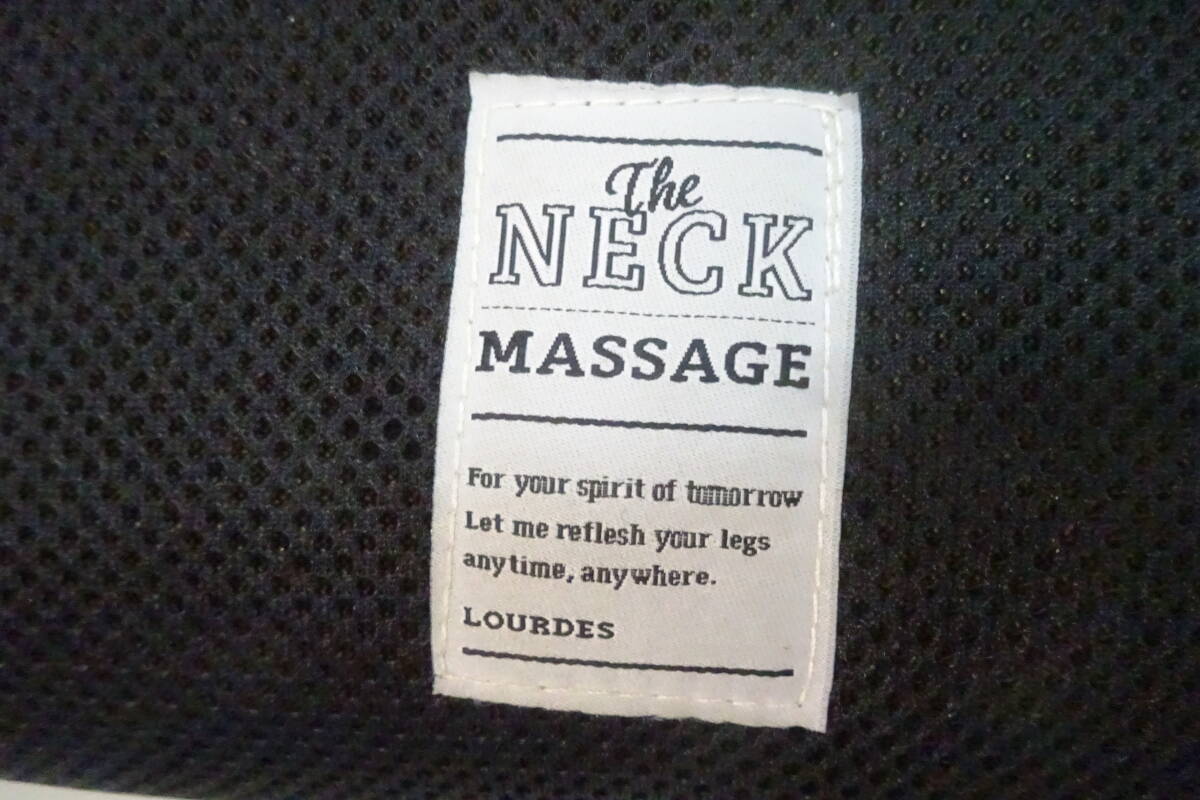 The
NECK
MASSAGE
For your spirit of tomorrow
Let me reflesh your legs
anytime, anywhere.
LOURDES